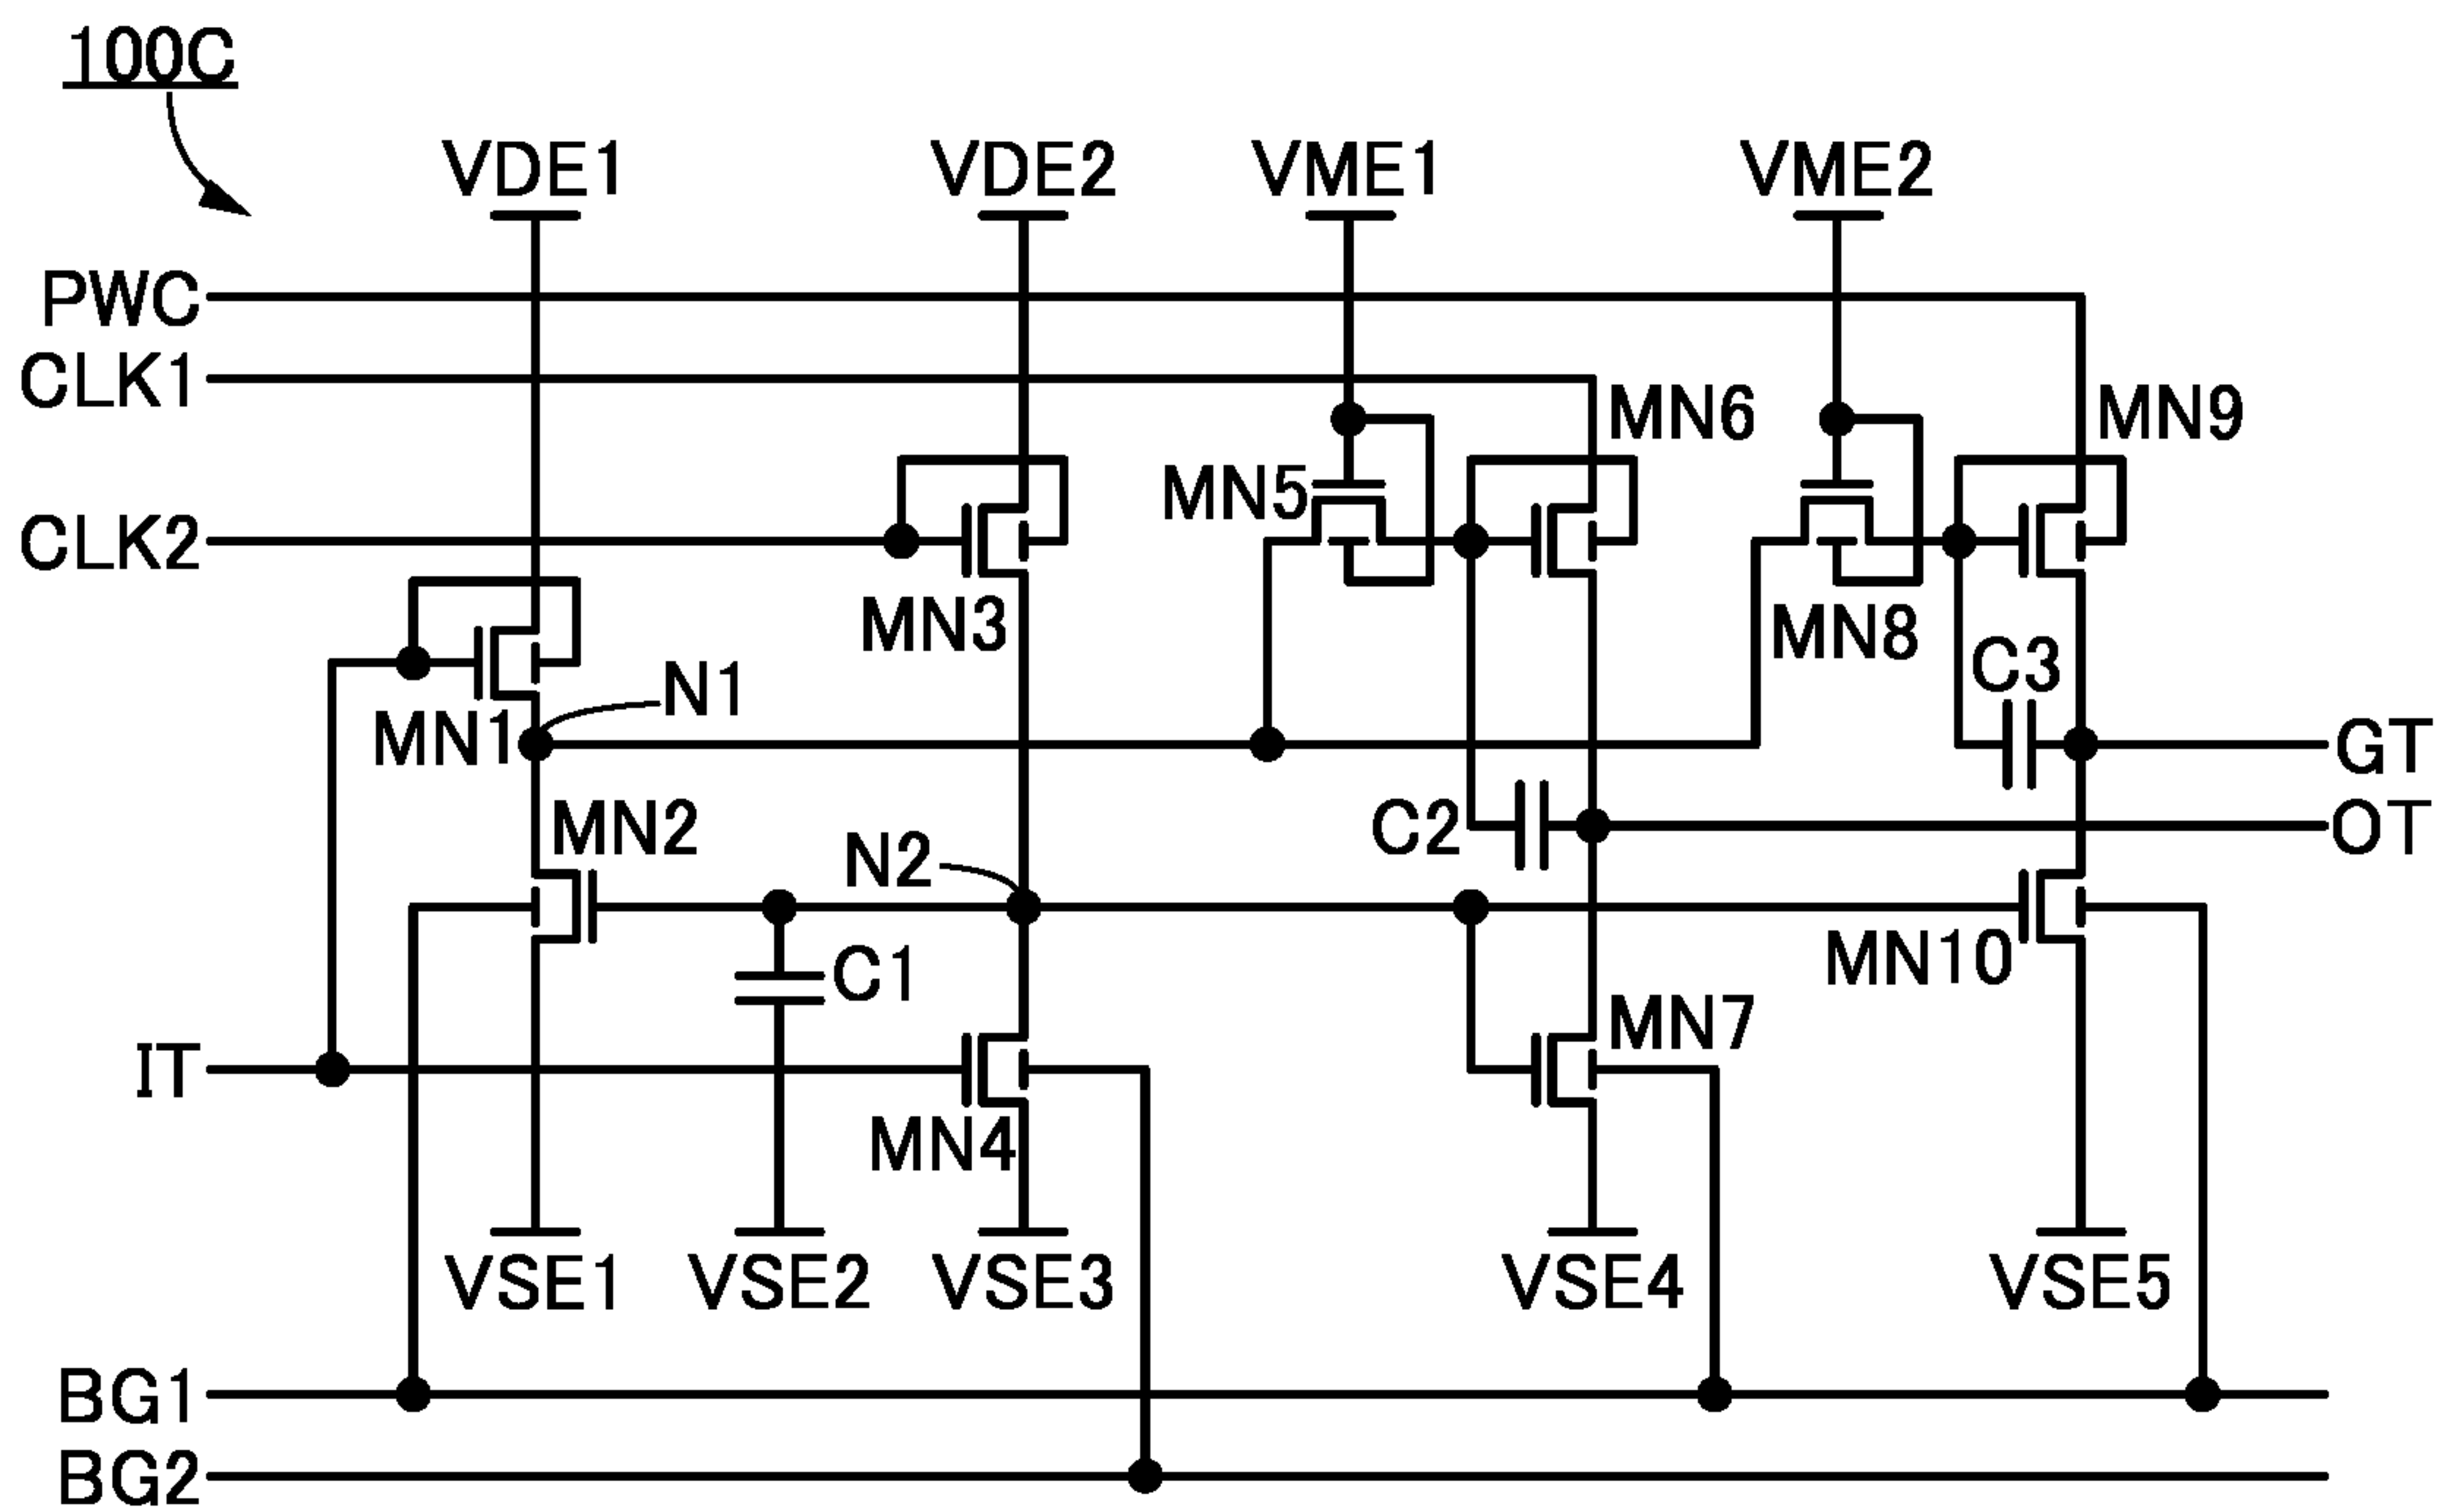 100C
VDE1
VDE2
VME1
VME2
PWC
CLK1
MN6
MN9
MN5
CLK2
MN3
MN8
C3
N1
MN1
GT
MN2
C2
OT
N2
C1
MN10
MN7
IT
MN4
VSE1
VSE2
VSE3
VSE4
VSE5
BG1
BG2